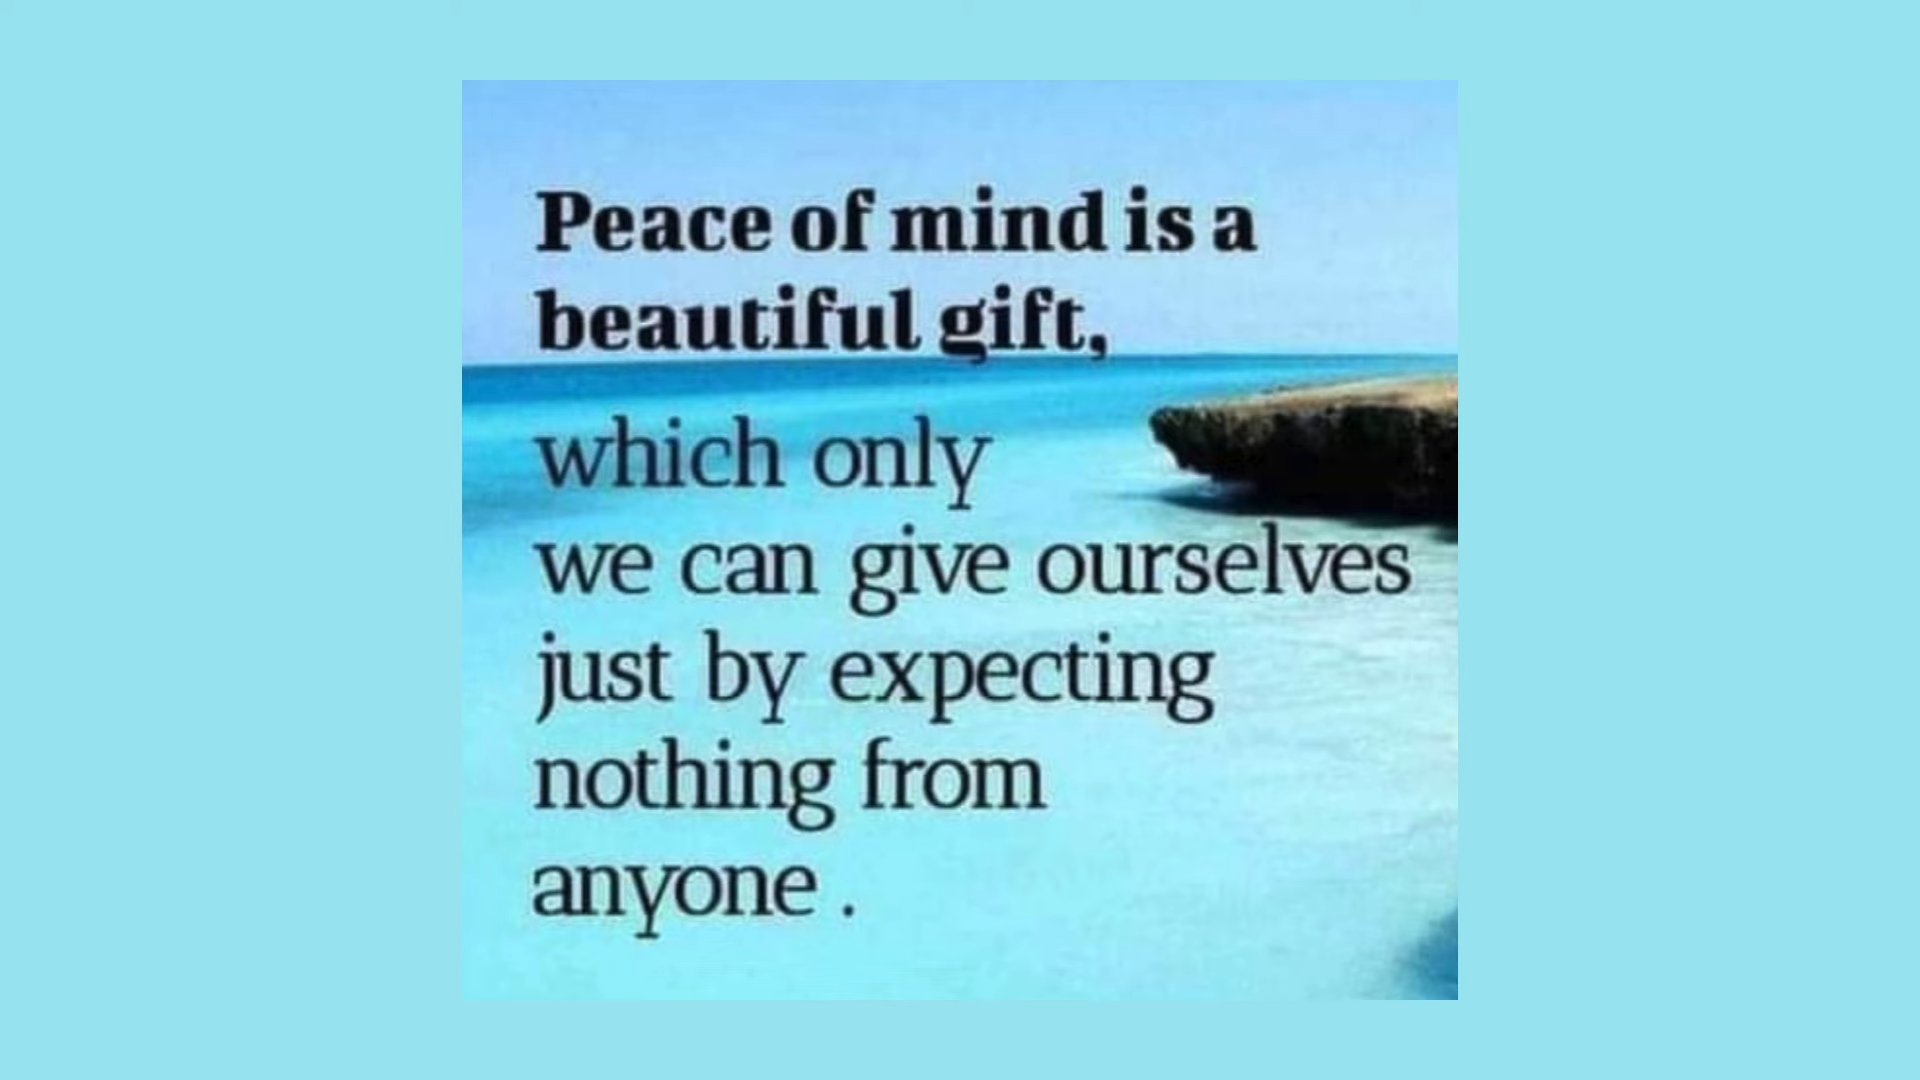 Peace of mind is a
beautiful gift,
which only
we can give ourselves
just by expecting
nothing from
anyone .